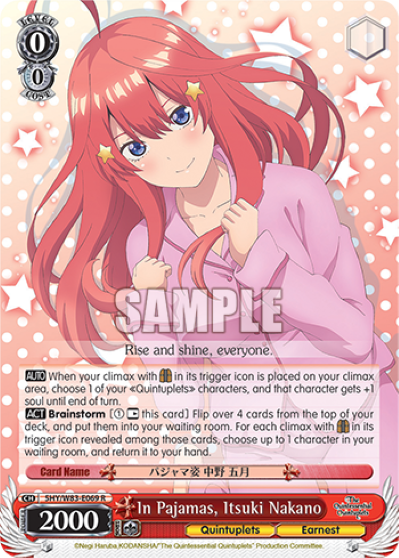 LEVEL
0
0
COST
SAMPLE
Rise and shine, everyone.
AUTO When your climax with in its trigger icon is placed on your climax
area, choose 1 of your «Quintuplets» characters, and that character gets +1
soul until end of turn.
ACT Brainstorm [① this card] Flip over 4 cards from the top of your
deck, and put them into your waiting room. For each climax with in its
trigger icon revealed among those cards, choose up to 1 character in your
waiting room, and return it to your hand.
Card Name パジャマ姿 中野 五月
CH 5HY/W83-E069 R
In Pajamas, Itsuki Nakano
The Quintessential Quintuplets
2000
POWER
Quintuplets Earnest
©Negi Haruba,KODANSHA/"The Quintessential Quintuplets" Production Committee.